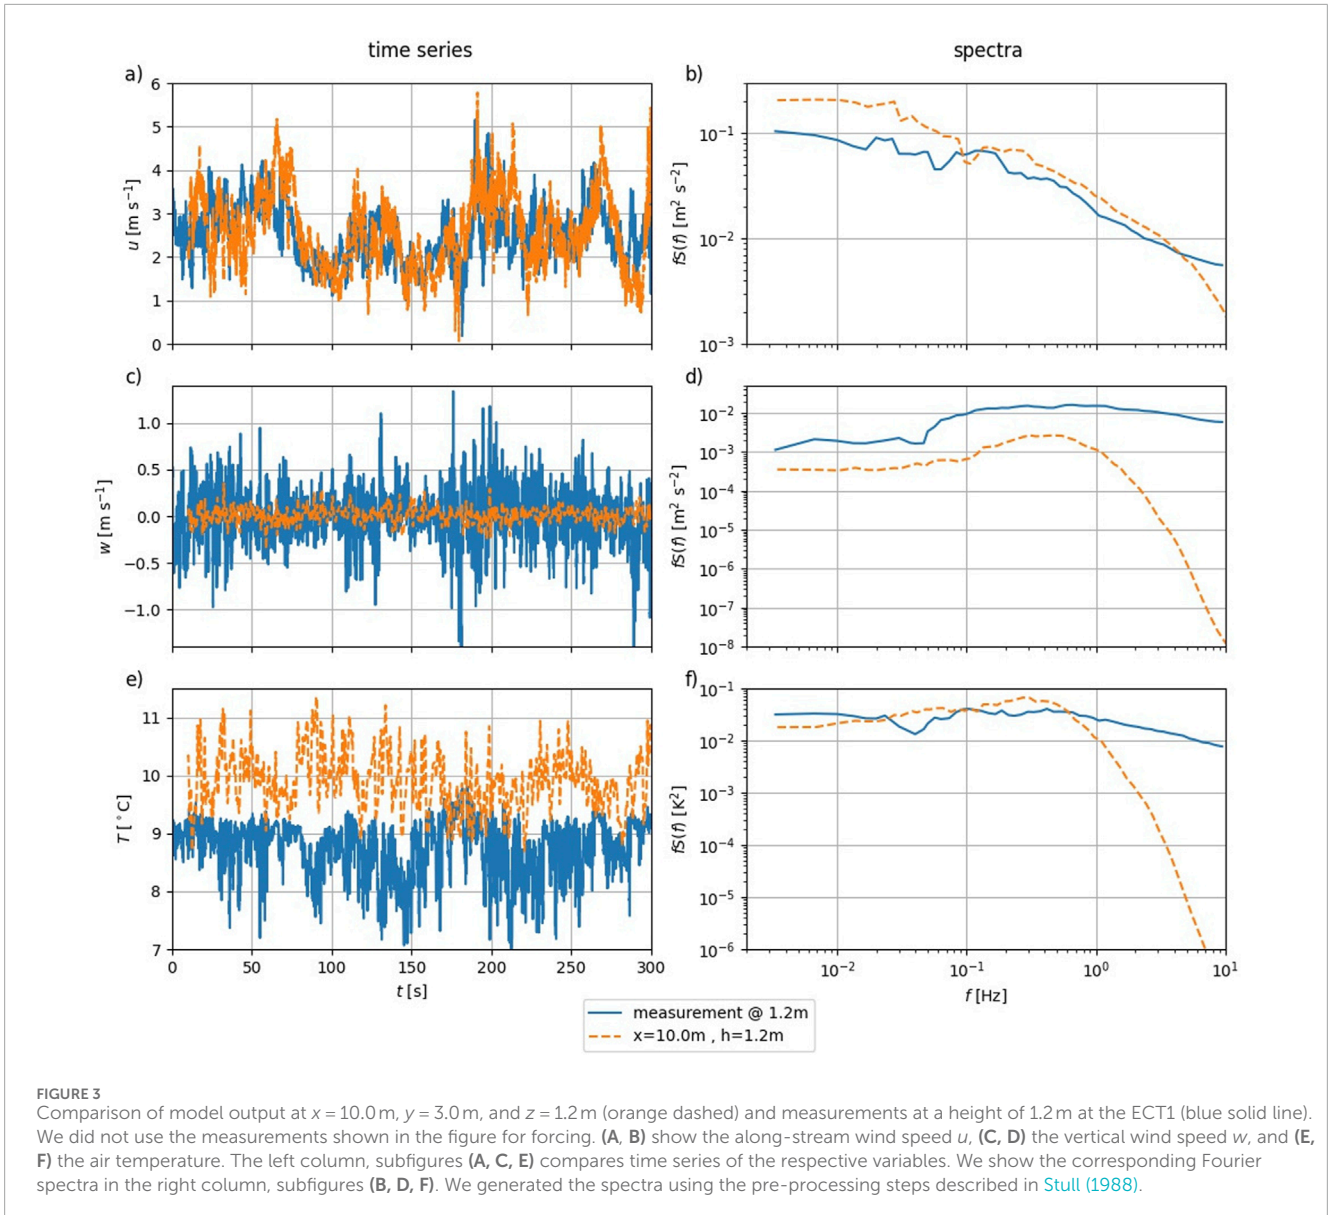 time series
spectra
a)
6
5
4
3
2
1
0
u [m s⁻¹]
0
50
100
150
200
250
300
b)
10⁻¹
10⁻²
10⁻³
fS(f) [m² s⁻²]
c)
1.0
0.5
0.0
−0.5
−1.0
w [m s⁻¹]
d)
10⁻²
10⁻³
10⁻⁴
10⁻⁵
10⁻⁶
10⁻⁷
10⁻⁸
fS(f) [m² s⁻²]
e)
11
10
9
8
7
T [°C]
0
50
100
150
200
250
300
t [s]
f)
10⁻¹
10⁻²
10⁻³
10⁻⁴
10⁻⁵
10⁻⁶
fS(f) [K²]
10⁻²
10⁻¹
10⁰
10¹
f [Hz]
measurement @ 1.2m
x=10.0m , h=1.2m
FIGURE 3
Comparison of model output at x = 10.0 m, y = 3.0 m, and z = 1.2 m (orange dashed) and measurements at a height of 1.2 m at the ECT1 (blue solid line).
We did not use the measurements shown in the figure for forcing. (A, B) show the along-stream wind speed u, (C, D) the vertical wind speed w, and (E,
F) the air temperature. The left column, subfigures (A, C, E) compares time series of the respective variables. We show the corresponding Fourier
spectra in the right column, subfigures (B, D, F). We generated the spectra using the pre-processing steps described in Stull (1988).